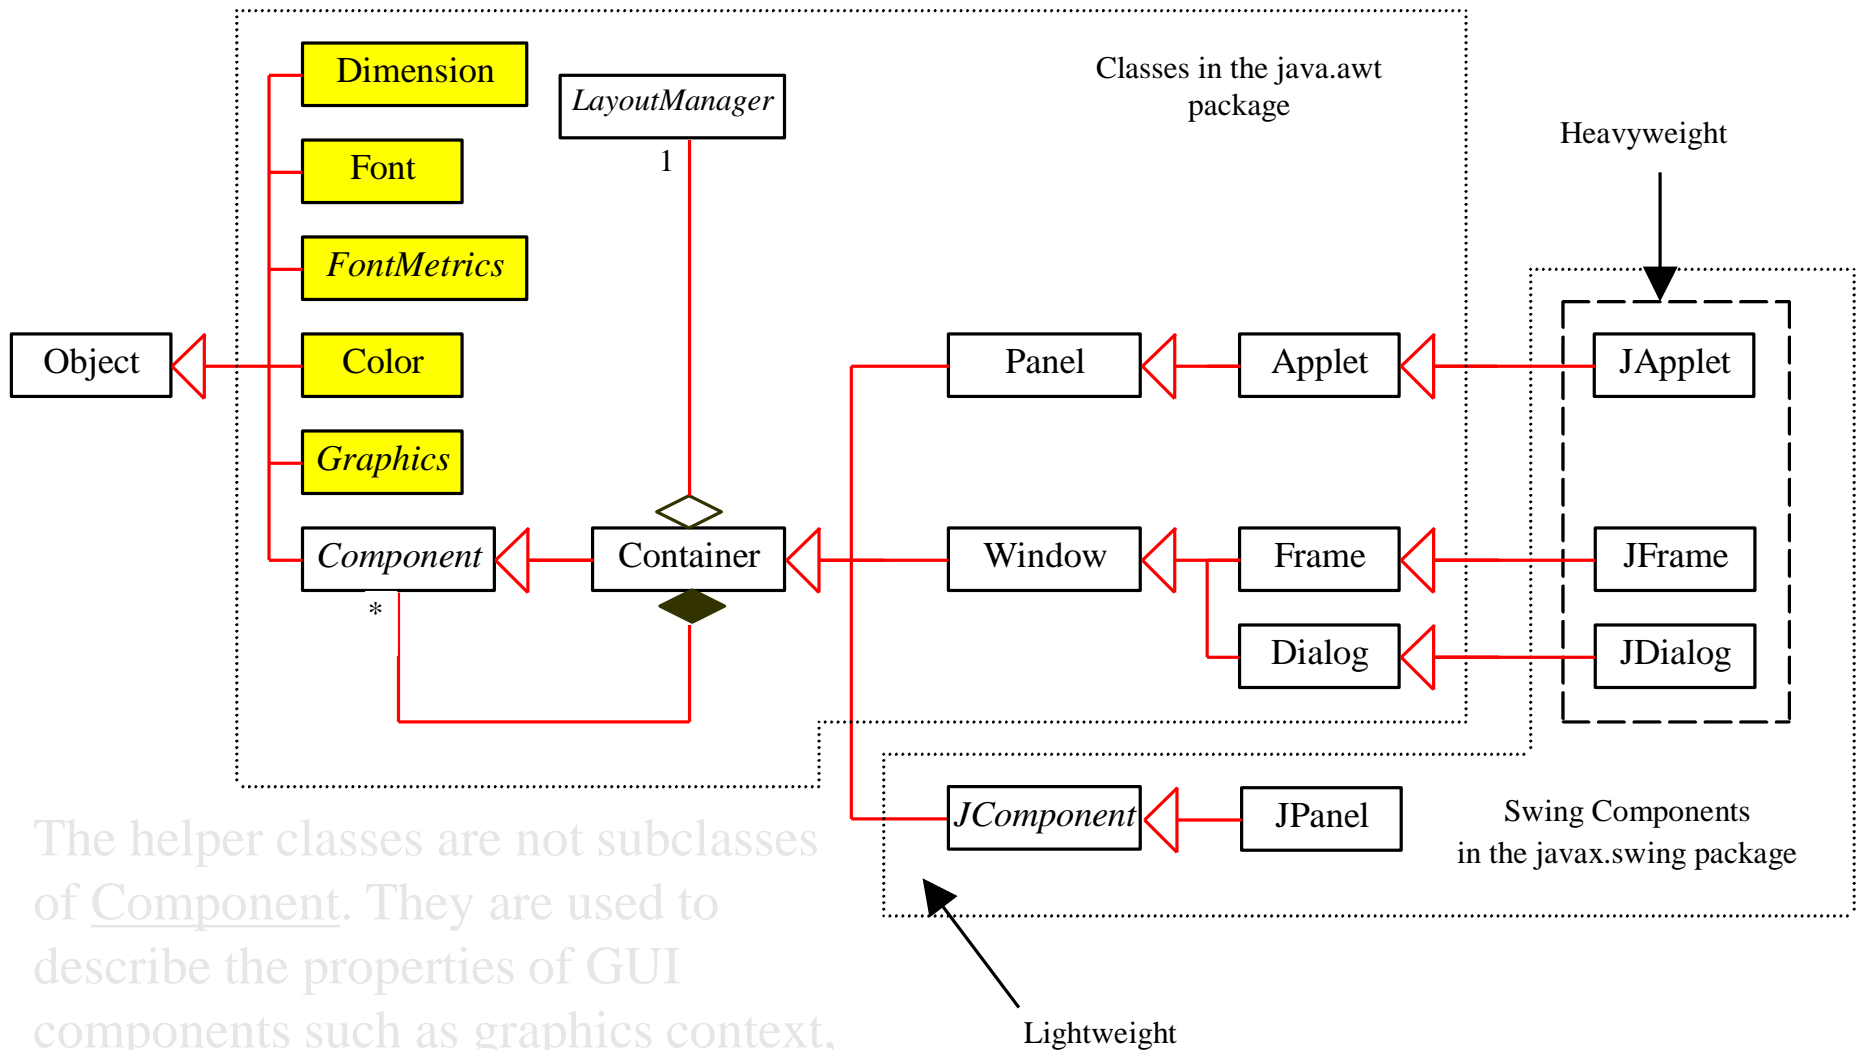 Dimension
LayoutManager
Classes in the java.awt
package
1
Font
Heavyweight
FontMetrics
Object
Color
Panel
Applet
JApplet
Graphics
Component
Container
Window
Frame
JFrame
*
Dialog
JDialog
JComponent
JPanel
Swing Components
in the javax.swing package
The helper classes are not subclasses
of Component. They are used to
describe the properties of GUI
components such as graphics context,
Lightweight